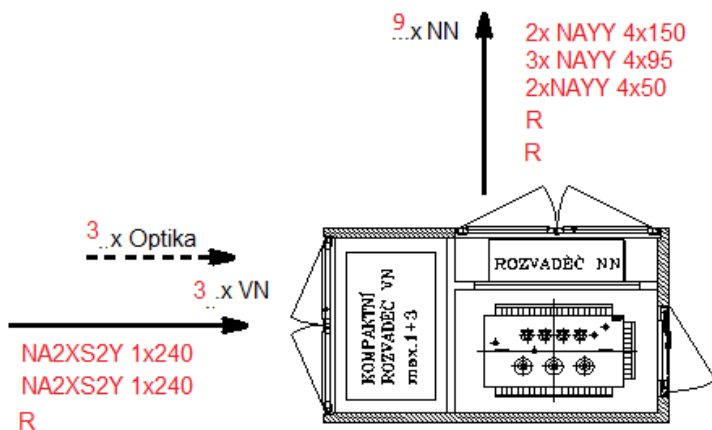 9...x NN
2x NAYY 4x150
3x NAYY 4x95
2xNAYY 4x50
R
R
3..x Optika
3..x VN
NA2XS2Y 1x240
NA2XS2Y 1x240
R
ROZVADĚČ NN
KOMPAKTNÍ
ROZVADĚČ VN
max.1+3